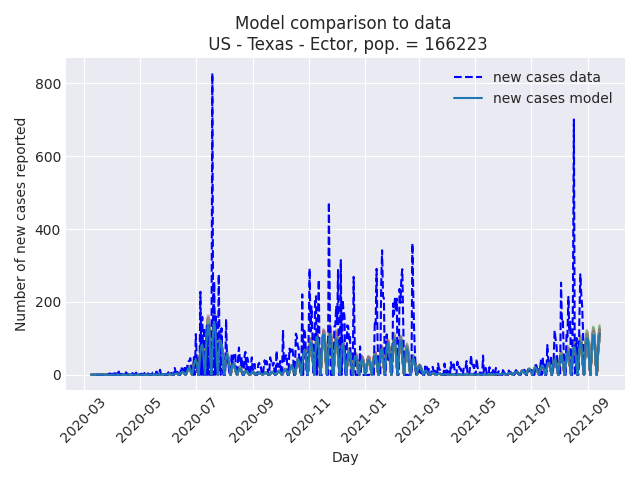 Model comparison to data
US - Texas - Ector, pop. = 166223
new cases data
new cases model
Number of new cases reported
800
600
400
200
0
2020-03
2020-05
2020-07
2020-09
2020-11
2021-01
2021-03
2021-05
2021-07
2021-09
Day